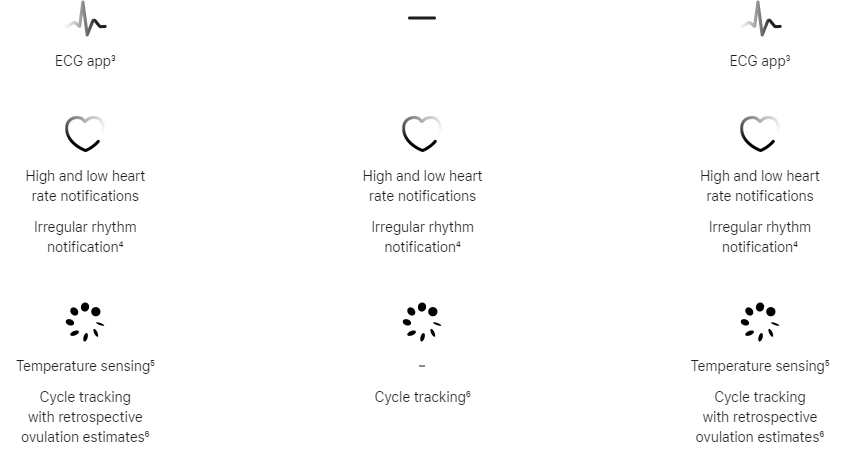 —
ECG app³
ECG app³
High and low heart
rate notifications
High and low heart
rate notifications
High and low heart
rate notifications
Irregular rhythm
notification⁴
Irregular rhythm
notification⁴
Irregular rhythm
notification⁴
Temperature sensing⁵
–
Temperature sensing⁵
Cycle tracking
with retrospective
ovulation estimates⁶
Cycle tracking⁶
Cycle tracking
with retrospective
ovulation estimates⁶